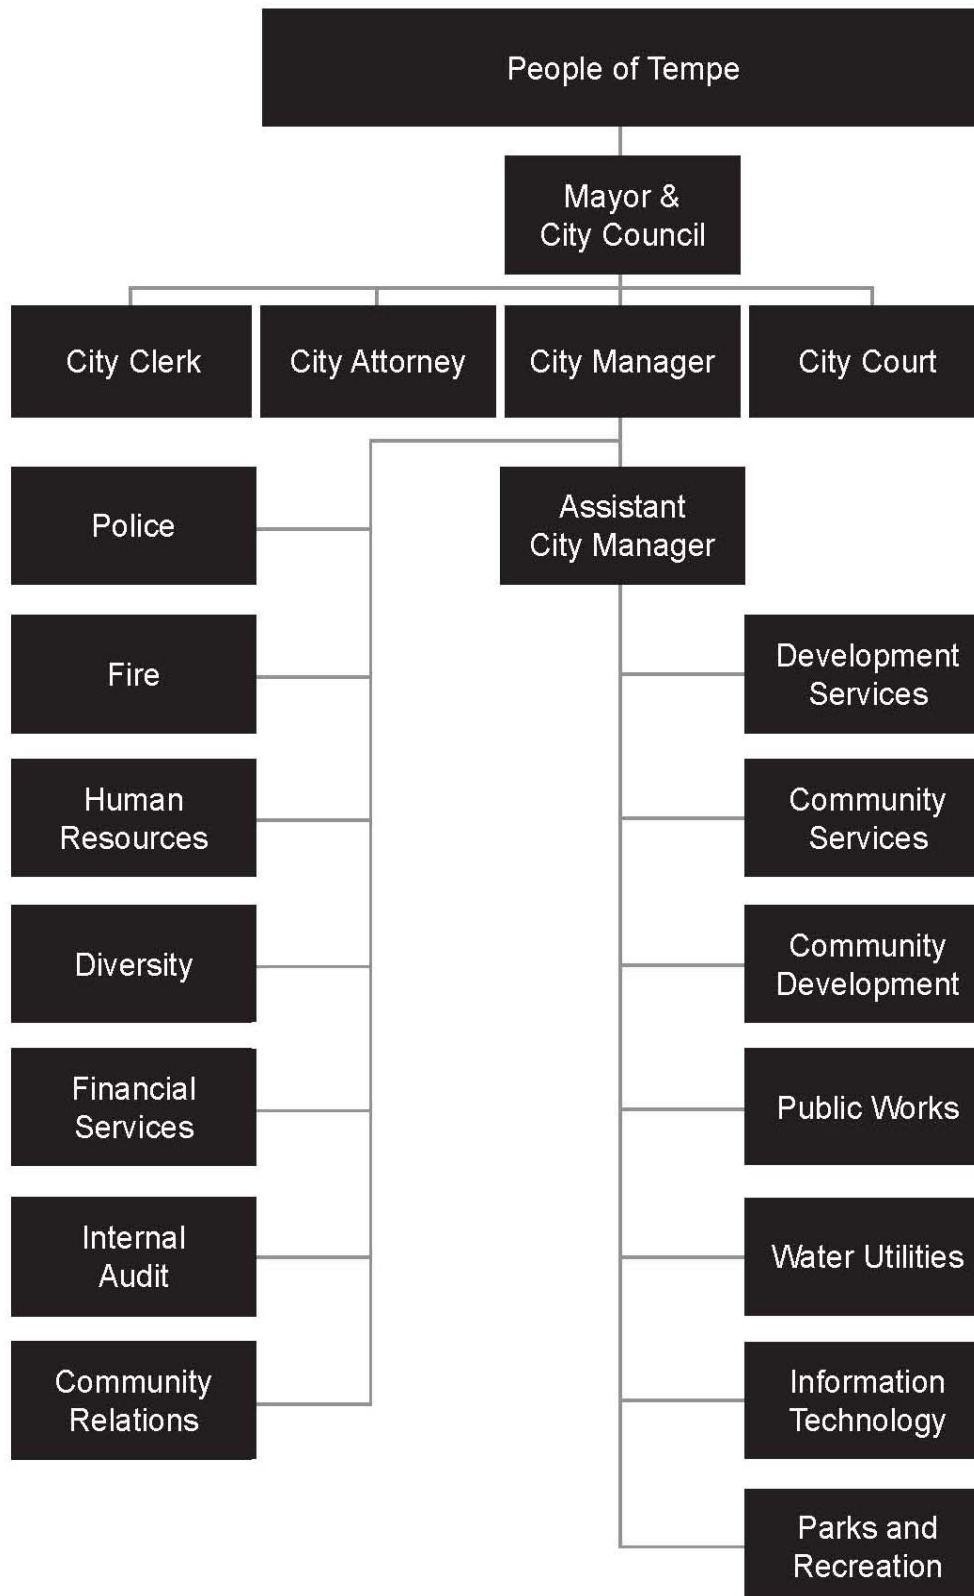 People of Tempe
Mayor &
City Council
City Clerk
City Attorney
City Manager
City Court
Police
Assistant
City Manager
Fire
Development
Services
Human
Resources
Community
Services
Diversity
Community
Development
Financial
Services
Public Works
Internal
Audit
Water Utilities
Community
Relations
Information
Technology
Parks and
Recreation